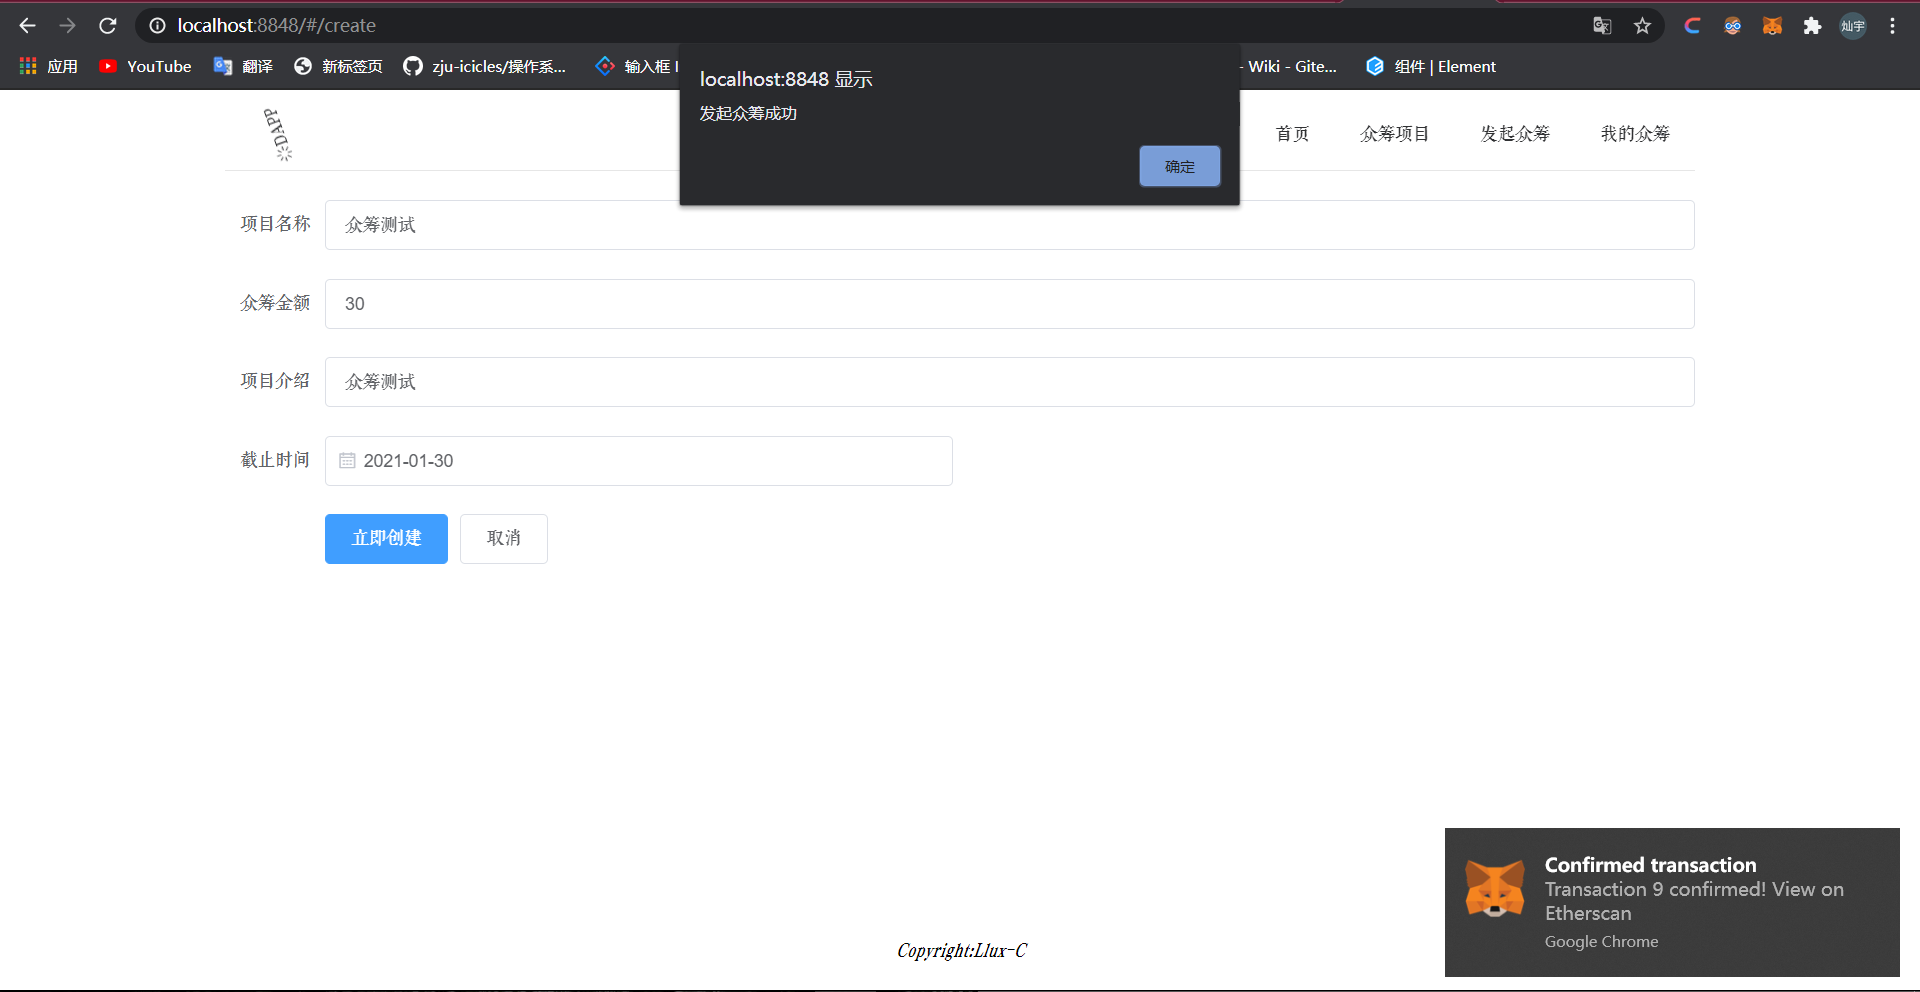 localhost:8848/#/create
灿宇
应用
YouTube
翻译
新标签页
zju-icicles/操作系...
输入框
- Wiki - Gite...
组件 | Element
localhost:8848 显示
发起众筹成功
确定
DAPP
首页
众筹项目
发起众筹
我的众筹
项目名称
众筹测试
众筹金额
30
项目介绍
众筹测试
截止时间
2021-01-30
立即创建
取消
Confirmed transaction
Transaction 9 confirmed! View on
Etherscan
Google Chrome
Copyright:Llux-C